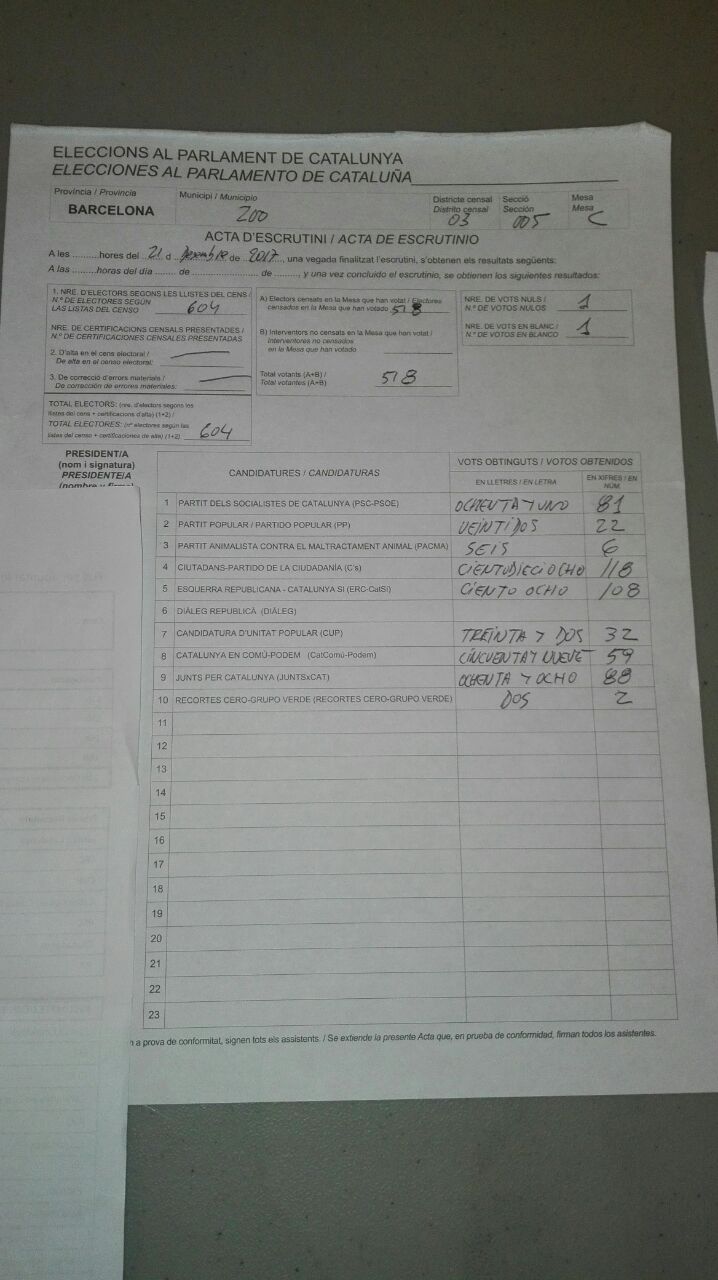 ELECCIONS AL PARLAMENT DE CATALUNYA
ELECCIONES AL PARLAMENTO DE CATALUÑA
Província / Provincia
BARCELONA
Municipi / Municipio
200
Districte censal
Distrito censal
03
Secció
Sección
005
Mesa
Mesa
C
ACTA D'ESCRUTINI / ACTA DE ESCRUTINIO
A les ..........hores del ..21.. d ..Desembre.. de ..2017.., una vegada finalitzat l'escrutini, s'obtenen els resultats següents:
A las .........horas del día ........ de ........................ de ........., y una vez concluido el escrutinio, se obtienen los siguientes resultados:
1. NRE. D'ELECTORS SEGONS LES LLISTES DEL CENS /
N.º DE ELECTORES SEGÚN
LAS LISTAS DEL CENSO 604
NRE. DE CERTIFICACIONS CENSALS PRESENTADES /
N.º DE CERTIFICACIONES CENSALES PRESENTADAS
2. D'alta en el cens electoral /
De alta en el censo electoral:
3. De correcció d'errors materials /
De corrección de errores materiales:
TOTAL ELECTORS: (nre. d'electors segons les
llistes del cens + certificacions d'alta) (1+2) /
TOTAL ELECTORES: (nº electores según las
listas del censo + certificaciones de alta) (1+2) 604
A) Electors censats en la Mesa que han votat / Electores
censados en la Mesa que han votado 518
B) Interventors no censats en la Mesa que han votat /
Interventores no censados
en la Mesa que han votado
Total votants (A+B) /
Total votantes (A+B) 518
NRE. DE VOTS NULS /
N.º DE VOTOS NULOS 1
NRE. DE VOTS EN BLANC /
N.º DE VOTOS EN BLANCO 1
PRESIDENT/A
(nom i signatura)
PRESIDENTE/A
CANDIDATURES / CANDIDATURAS
VOTS OBTINGUTS / VOTOS OBTENIDOS
EN LLETRES / EN LETRA
EN XIFRES / EN NÚM.
1 PARTIT DELS SOCIALISTES DE CATALUNYA (PSC-PSOE) OCHENTA Y UNO 81
2 PARTIT POPULAR / PARTIDO POPULAR (PP) VEINTIDOS 22
3 PARTIT ANIMALISTA CONTRA EL MALTRACTAMENT ANIMAL (PACMA) SEIS 6
4 CIUTADANS-PARTIDO DE LA CIUDADANÍA (C's) CIENTUDIECIOCHO 118
5 ESQUERRA REPUBLICANA - CATALUNYA SI (ERC-CatSí) CIENTO OCHO 108
6 DIÀLEG REPUBLICÀ (DIÀLEG)
7 CANDIDATURA D'UNITAT POPULAR (CUP) TREINTA Y DOS 32
8 CATALUNYA EN COMÚ-PODEM (CatComú-Podem) CINCUENTA Y NUEVE 59
9 JUNTS PER CATALUNYA (JUNTSxCAT) OCHENTA Y OCHO 88
10 RECORTES CERO-GRUPO VERDE (RECORTES CERO-GRUPO VERDE) DOS 2
11
12
13
14
15
16
17
18
19
20
21
22
23
a prova de conformitat, signen tots els assistents. / Se extiende la presente Acta que, en prueba de conformidad, firman todos los asistentes.